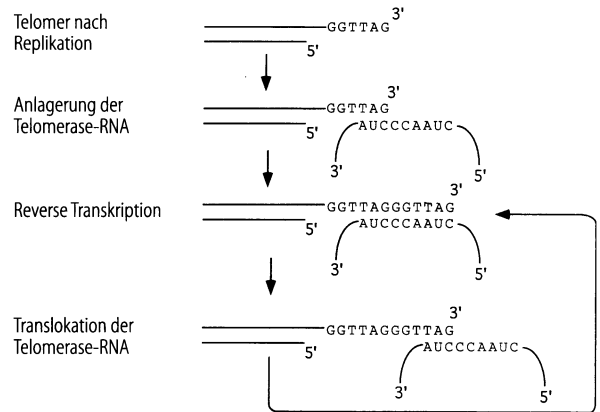 Telomer nach
Replikation
GGTTAG
3'
5'
Anlagerung der
Telomerase-RNA
GGTTAG
3'
5'
AUCCCAAUC
3'
5'
Reverse Transkription
GGTTAGGGTTAG
3'
5'
AUCCCAAUC
3'
5'
Translokation der
Telomerase-RNA
GGTTAGGGTTAG
3'
5'
AUCCCAAUC
3'
5'